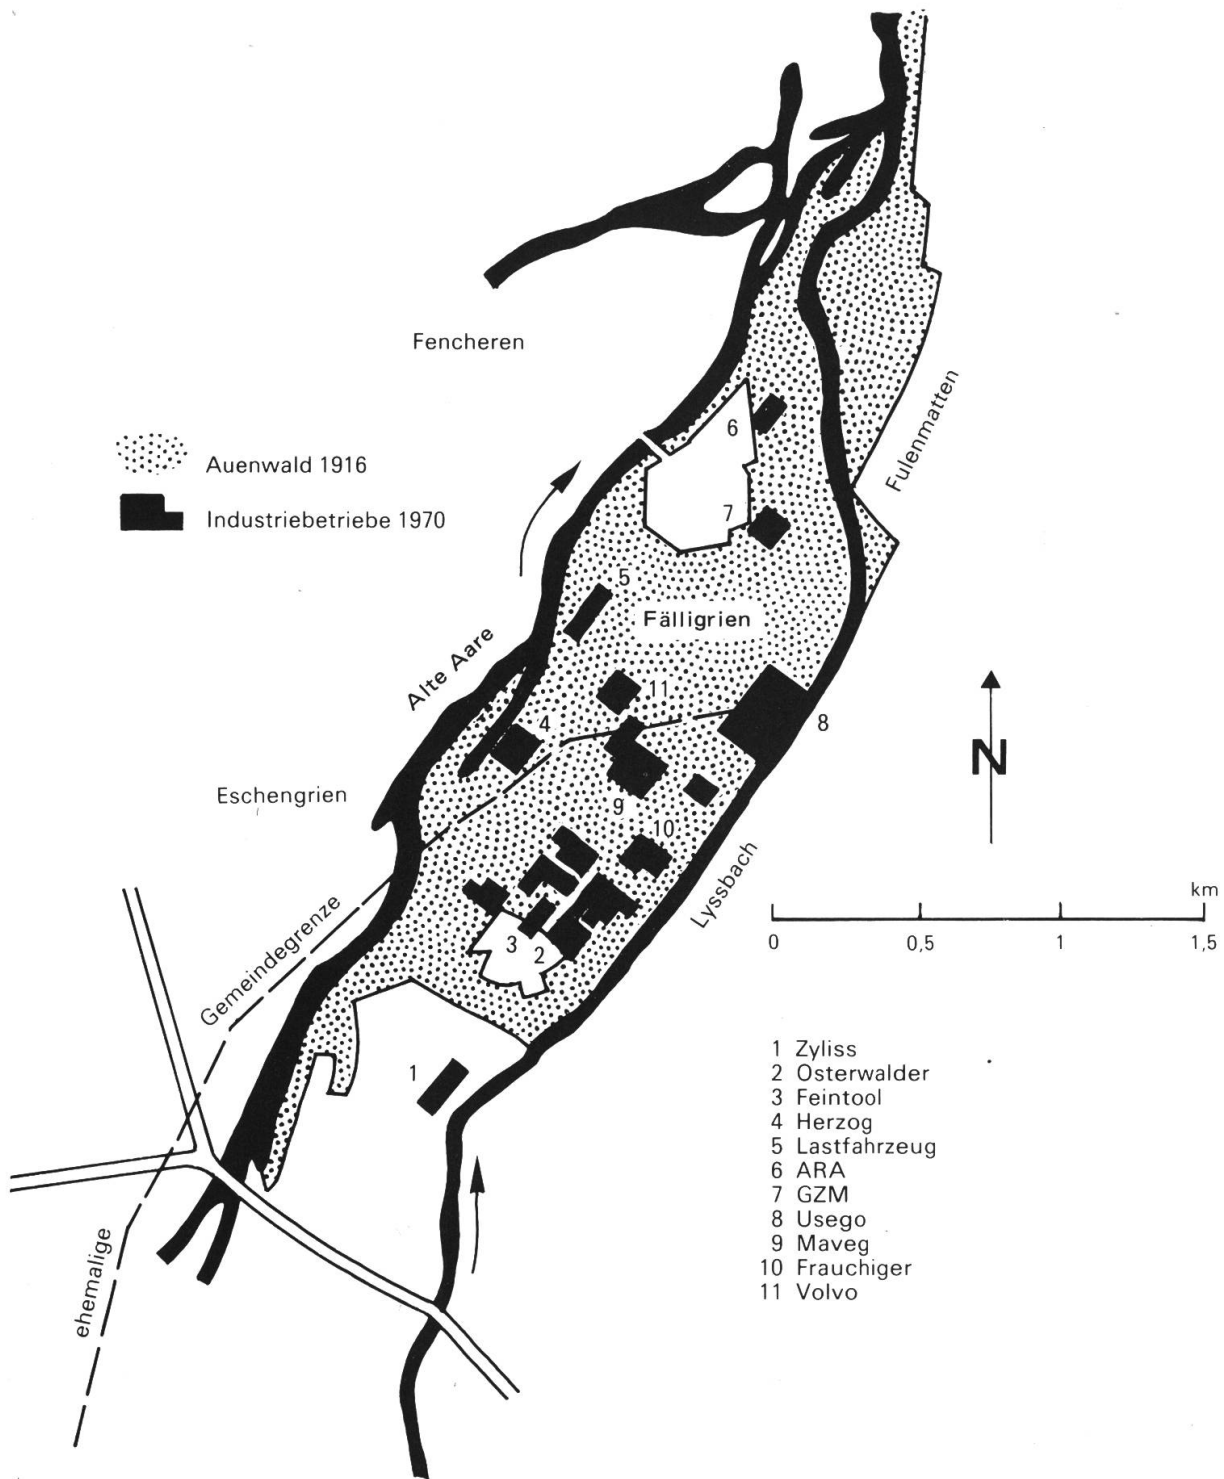 Fencheren
Auenwald 1916
Industriebetriebe 1970
Fulenmatten
6
7
5
Fälligrien
Alte Aare
11
4
8
N
Eschengrien
9
10
Lyssbach
km
0 0,5 1 1,5
Gemeindegrenze
3
2
1
ehemalige
1 Zyliss
2 Osterwalder
3 Feintool
4 Herzog
5 Lastfahrzeug
6 ARA
7 GZM
8 Usego
9 Maveg
10 Frauchiger
11 Volvo